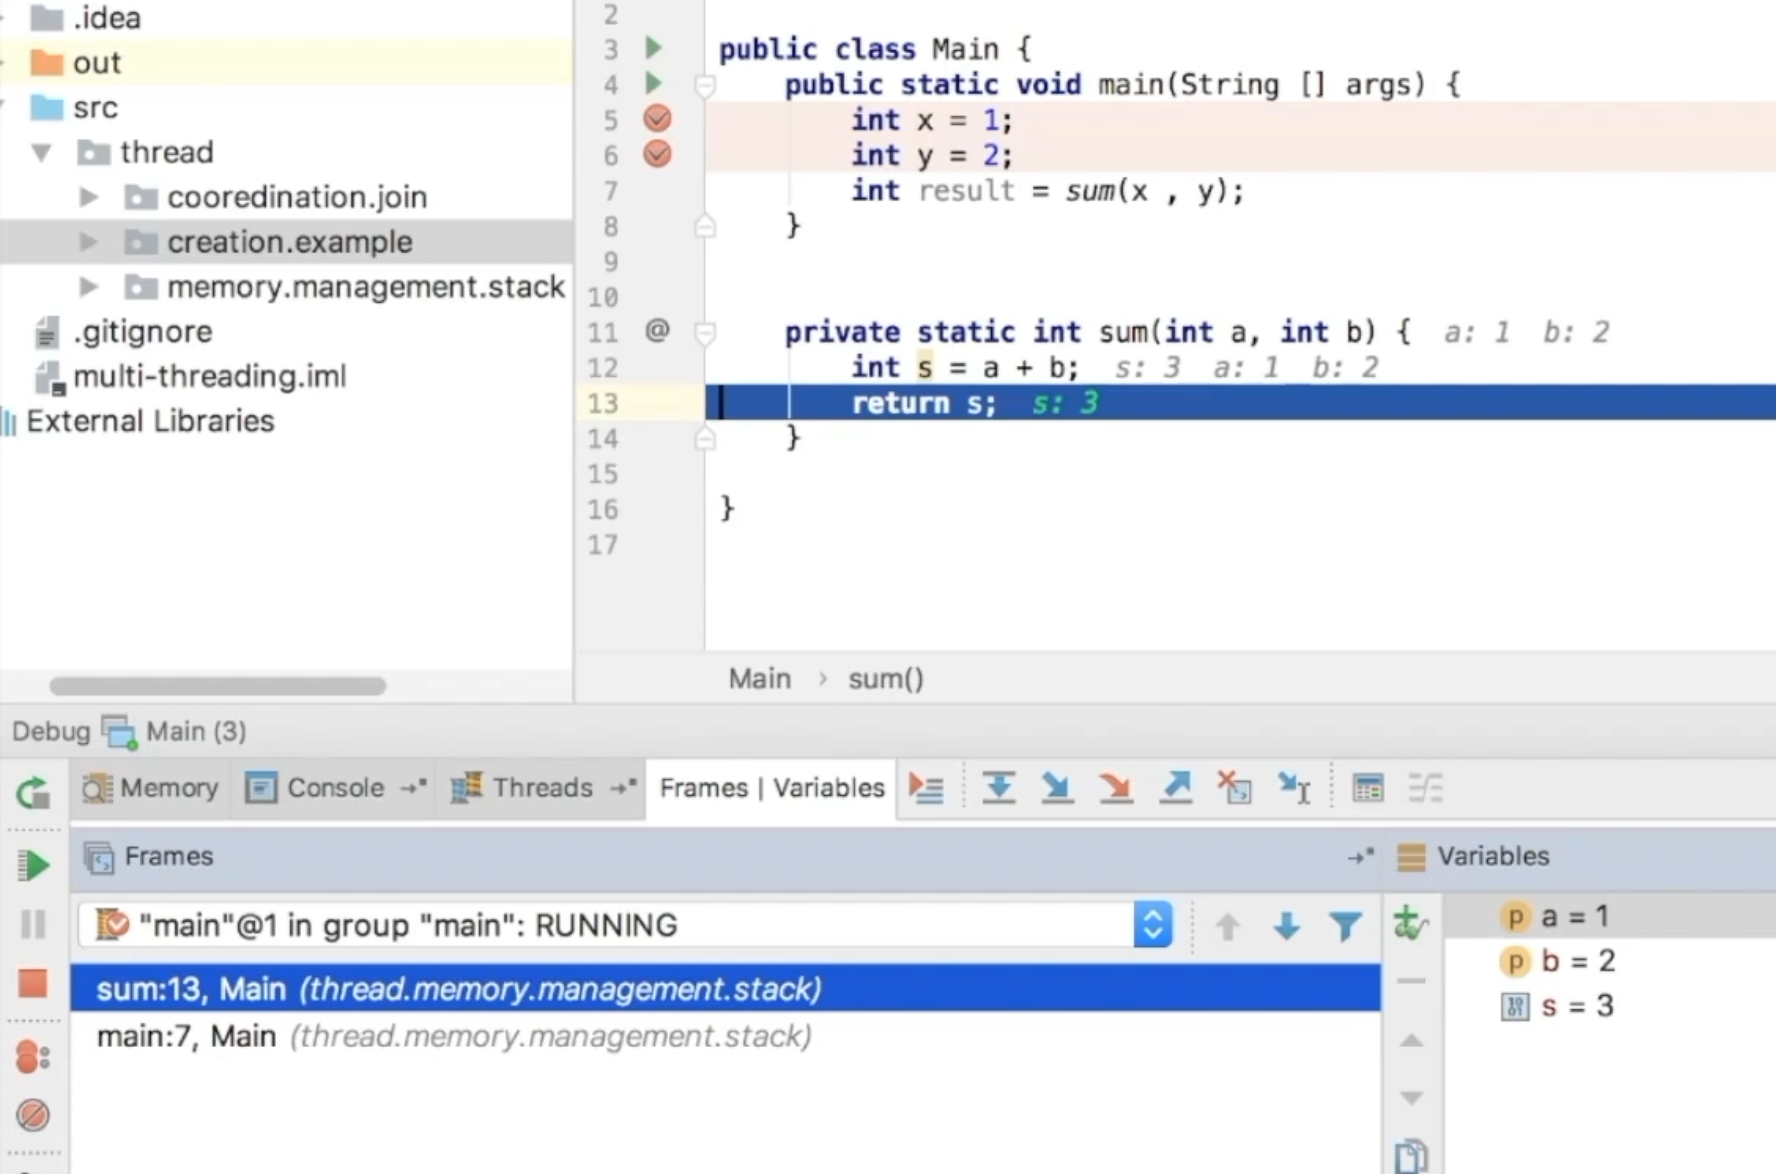 .idea
out
src
thread
cooredination.join
creation.example
memory.management.stack
.gitignore
multi-threading.iml
External Libraries
2
3 public class Main {
4 public static void main(String [] args) {
5 int x = 1;
6 int y = 2;
7 int result = sum(x , y);
8 }
9
10
11 @ private static int sum(int a, int b) { a: 1 b: 2
12 int s = a + b; s: 3 a: 1 b: 2
13 return s; s: 3
14 }
15
16 }
17
Main › sum()
Debug Main (3)
Memory Console Threads Frames | Variables
Frames
Variables
"main"@1 in group "main": RUNNING
sum:13, Main (thread.memory.management.stack)
main:7, Main (thread.memory.management.stack)
p a = 1
p b = 2
s = 3